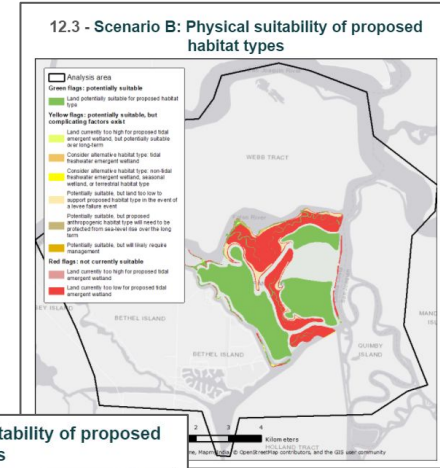 12.3 - Scenario B: Physical suitability of proposed
habitat types
Analysis area
Green flags: potentially suitable
Land potentially suitable for proposed habitat
type
Yellow flags: potentially suitable, but
complicating factors exist
Land currently too high for proposed tidal
emergent wetland, but potentially suitable
over long-term
Consider alternative habitat type: tidal
freshwater emergent wetland
Consider alternative habitat type: non-tidal
freshwater emergent wetland, seasonal
wetland, or terrestrial habitat type
Potentially suitable, but land too low to
support proposed habitat type in the event of
a levee failure event
Potentially suitable, but proposed
anthropogenic habitat type will need to be
protected from sea-level rise over the long
term
Potentially suitable, but will likely require
management
Red flags: not currently suitable
Land currently too high for proposed tidal
emergent wetland
Land currently too low for proposed tidal
emergent wetland
WEBB TRACT
EY ISLAND
BETHEL ISLAND
BETHEL ISLAND
QUIMBY
ISLAND
MAND
2 3 4
Kilometers
HOLLAND TRACT
© OpenStreetMap contributors, and the GIS user community
tability of proposed
s